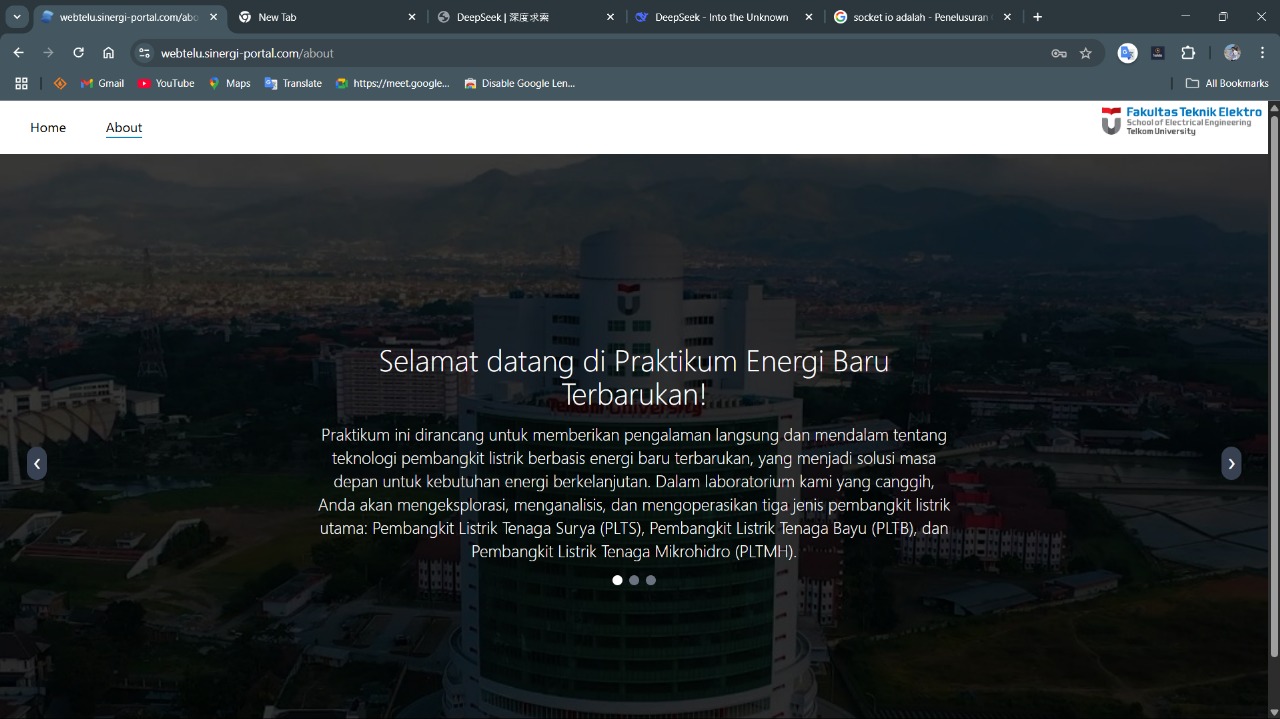 webtelu.sinergi-portal.com/abo
New Tab
DeepSeek | 深度求索
DeepSeek - Into the Unknown
socket io adalah - Penelusuran
webtelu.sinergi-portal.com/about
Gmail
YouTube
Maps
Translate
https://meet.google...
Disable Google Len...
All Bookmarks
Home
About
Fakultas Teknik Elektro
School of Electrical Engineering
Telkom University
Selamat datang di Praktikum Energi Baru
Terbarukan!
Telkom University
Praktikum ini dirancang untuk memberikan pengalaman langsung dan mendalam tentang
teknologi pembangkit listrik berbasis energi baru terbarukan, yang menjadi solusi masa
depan untuk kebutuhan energi berkelanjutan. Dalam laboratorium kami yang canggih,
Anda akan mengeksplorasi, menganalisis, dan mengoperasikan tiga jenis pembangkit listrik
utama: Pembangkit Listrik Tenaga Surya (PLTS), Pembangkit Listrik Tenaga Bayu (PLTB), dan
Pembangkit Listrik Tenaga Mikrohidro (PLTMH).